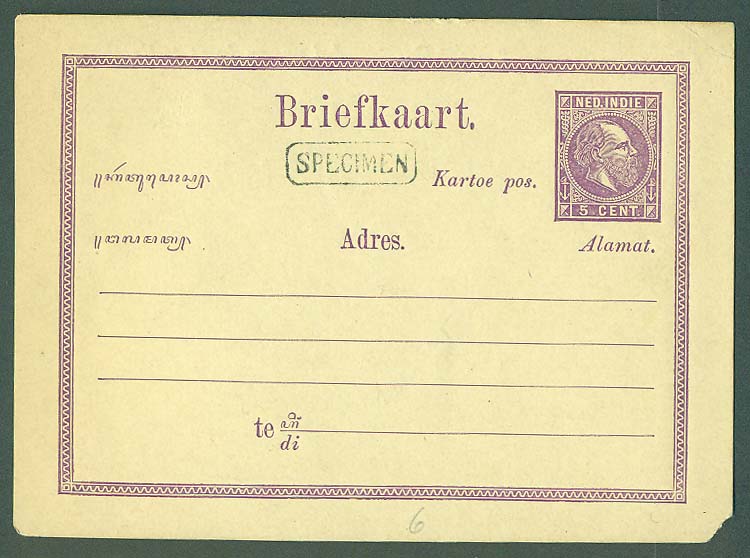 Briefkaart.
NED. INDIE
SPECIMEN
Kartoe pos.
5 CENT.
Adres.
Alamat.
te
di
6